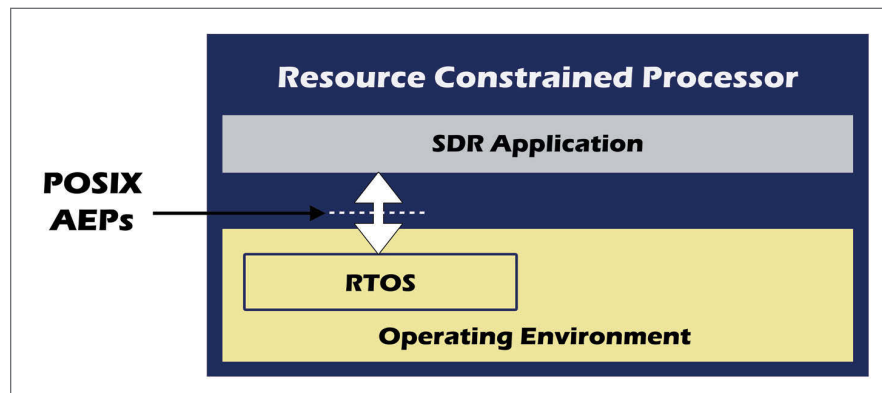 Resource Constrained Processor
SDR Application
POSIX
AEPs
RTOS
Operating Environment